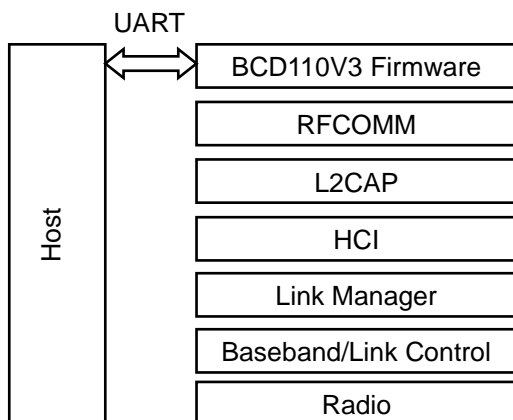 UART
BCD110V3 Firmware
RFCOMM
L2CAP
HCI
Host
Link Manager
Baseband/Link Control
Radio